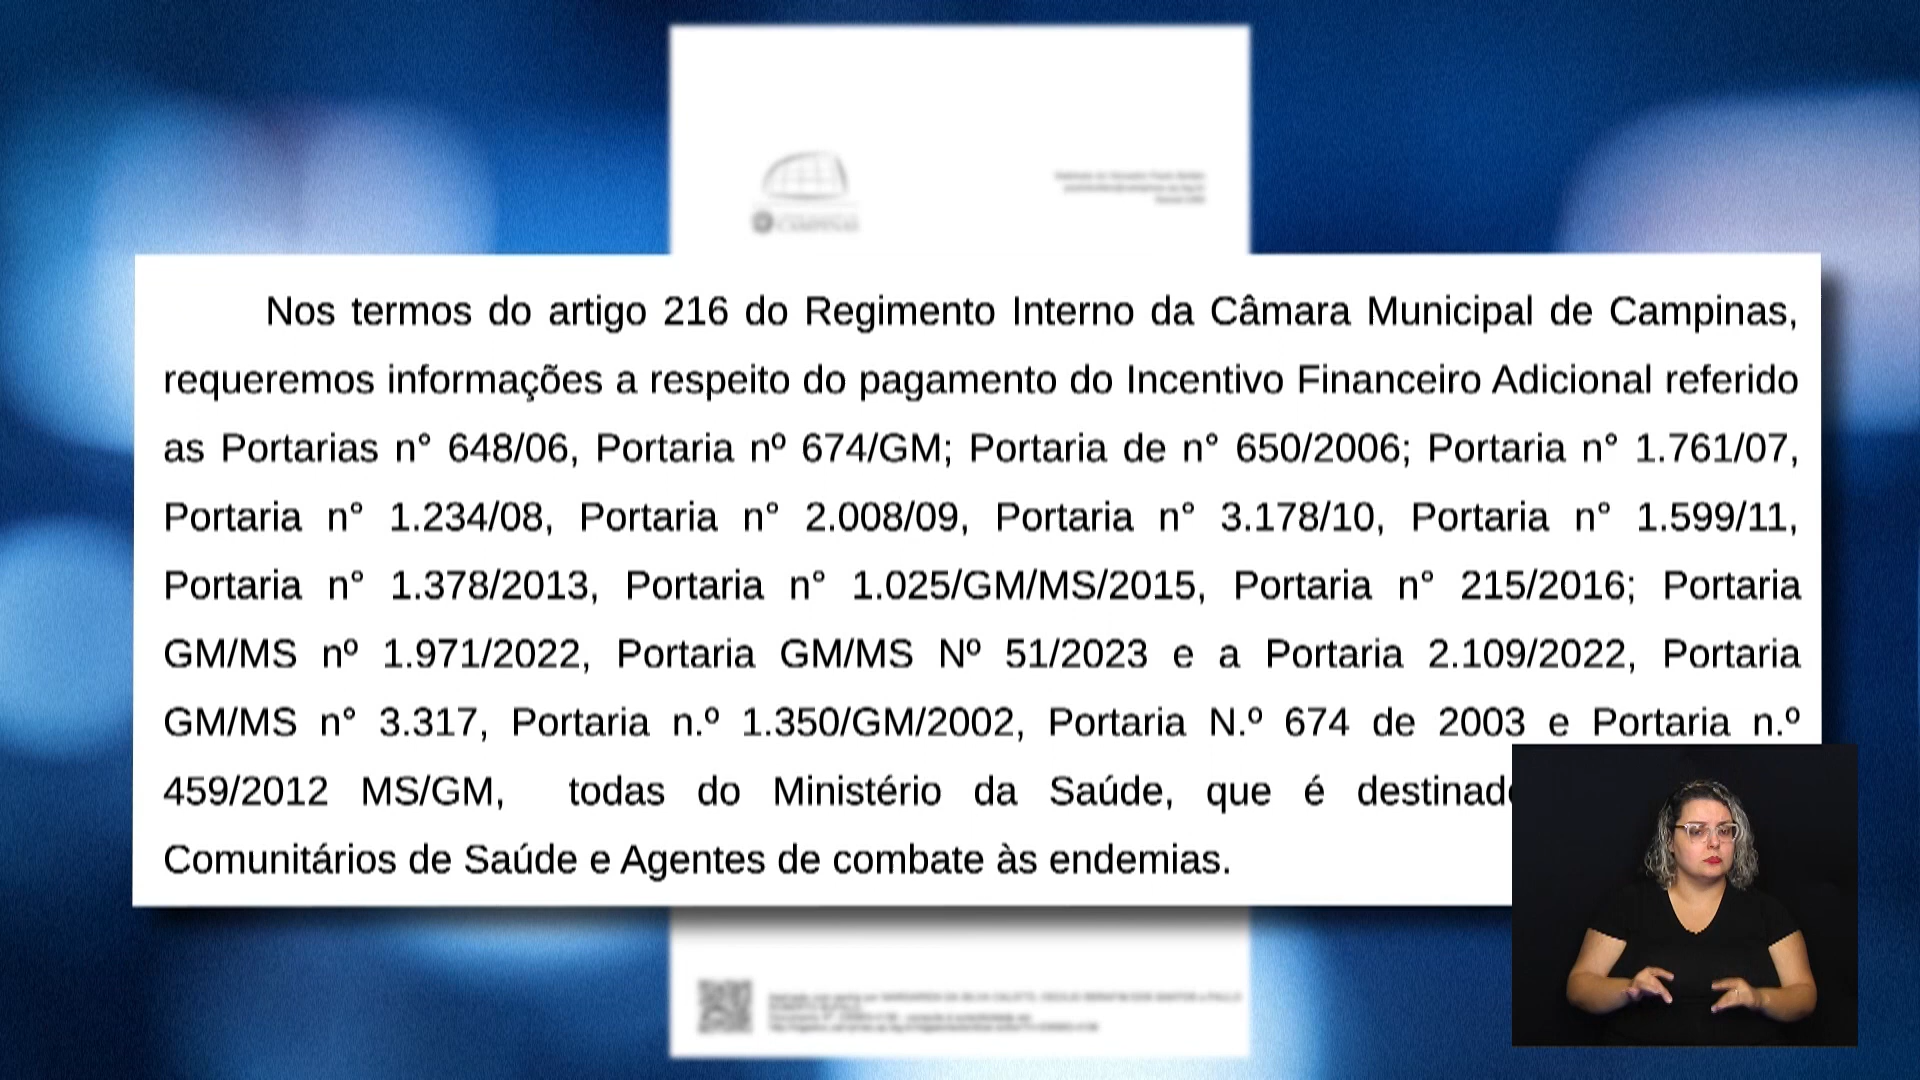 CAMPINAS
Nos termos do artigo 216 do Regimento Interno da Câmara Municipal de Campinas,
requeremos informações a respeito do pagamento do Incentivo Financeiro Adicional referido
as Portarias n° 648/06, Portaria nº 674/GM; Portaria de n° 650/2006; Portaria n° 1.761/07,
Portaria n° 1.234/08, Portaria n° 2.008/09, Portaria n° 3.178/10, Portaria n° 1.599/11,
Portaria n° 1.378/2013, Portaria n° 1.025/GM/MS/2015, Portaria n° 215/2016; Portaria
GM/MS nº 1.971/2022, Portaria GM/MS Nº 51/2023 e a Portaria 2.109/2022, Portaria
GM/MS n° 3.317, Portaria n.º 1.350/GM/2002, Portaria N.º 674 de 2003 e Portaria n.º
459/2012 MS/GM, todas do Ministério da Saúde, que é
Comunitários de Saúde e Agentes de combate às endemias.